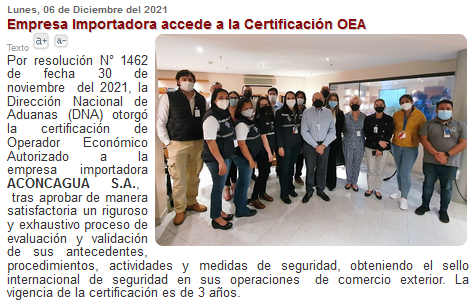 Lunes, 06 de Diciembre del 2021
Empresa Importadora accede a la Certificación OEA
Texto a+ a-
Por resolución N° 1462
de fecha 30 de
noviembre del 2021, la
Dirección Nacional de
Aduanas (DNA) otorgó
la certificación de
Operador Económico
Autorizado a la
empresa importadora
ACONCAGUA S.A.,
tras aprobar de manera
satisfactoria un riguroso
y exhaustivo proceso de
evaluación y validación
de sus antecedentes,
procedimientos, actividades y medidas de seguridad, obteniendo el sello
internacional de seguridad en sus operaciones de comercio exterior. La
vigencia de la certificación es de 3 años.